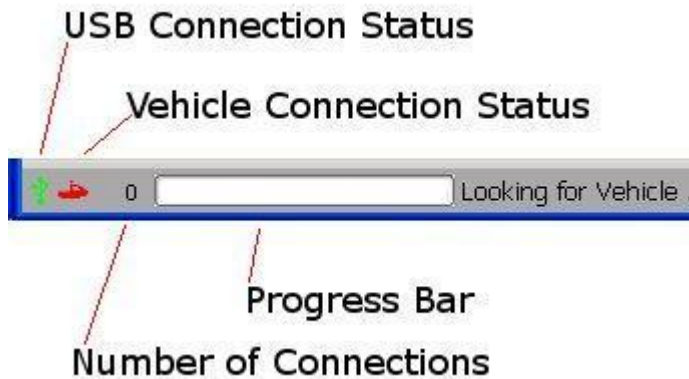 USB Connection Status
Vehicle Connection Status
0
Looking for Vehicle
Progress Bar
Number of Connections